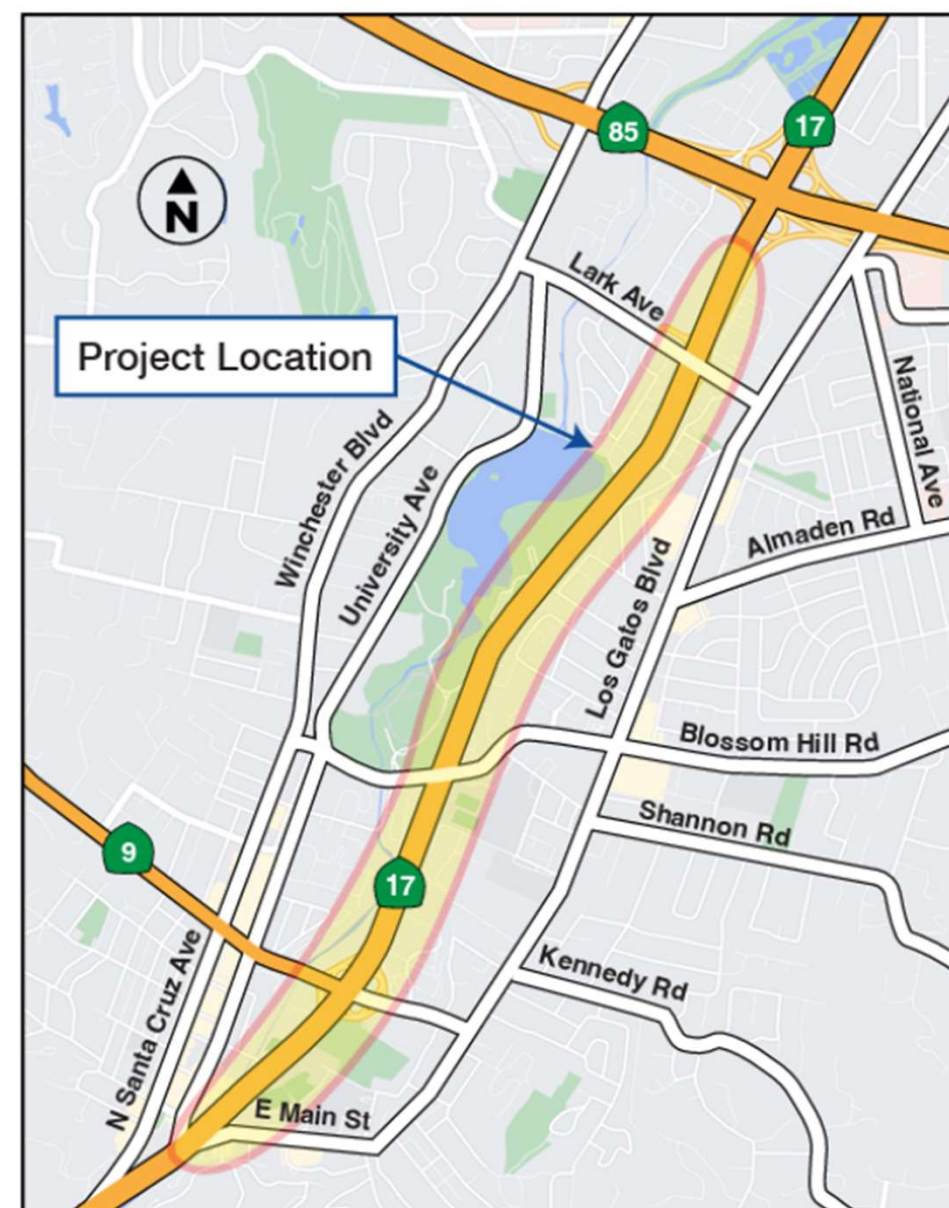 85
17
N
Lark Ave
Project Location
National Ave
Winchester Blvd
University Ave
Almaden Rd
Los Gatos Blvd
Blossom Hill Rd
Shannon Rd
9
17
N Santa Cruz Ave
Kennedy Rd
E Main St